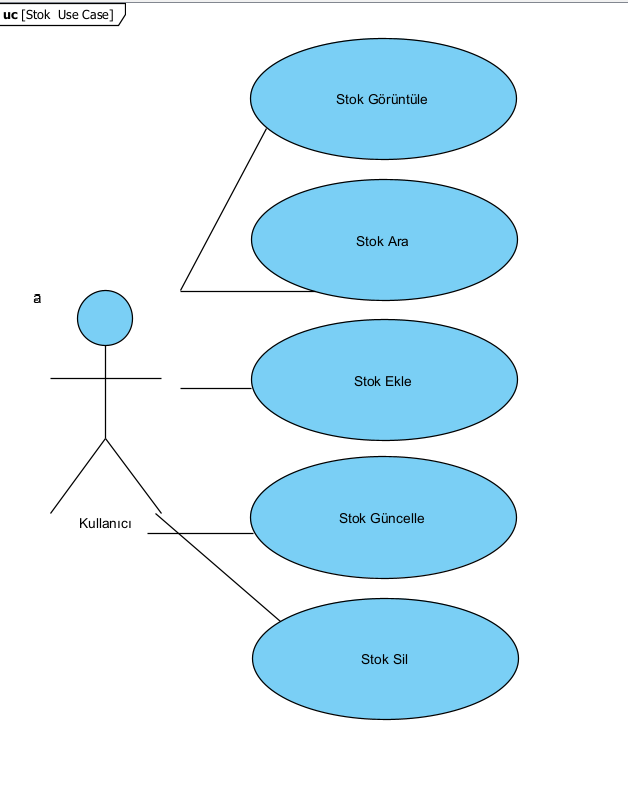 uc [Stok Use Case]
Stok Görüntüle
Stok Ara
a
Stok Ekle
Stok Güncelle
Kullanıcı
Stok Sil